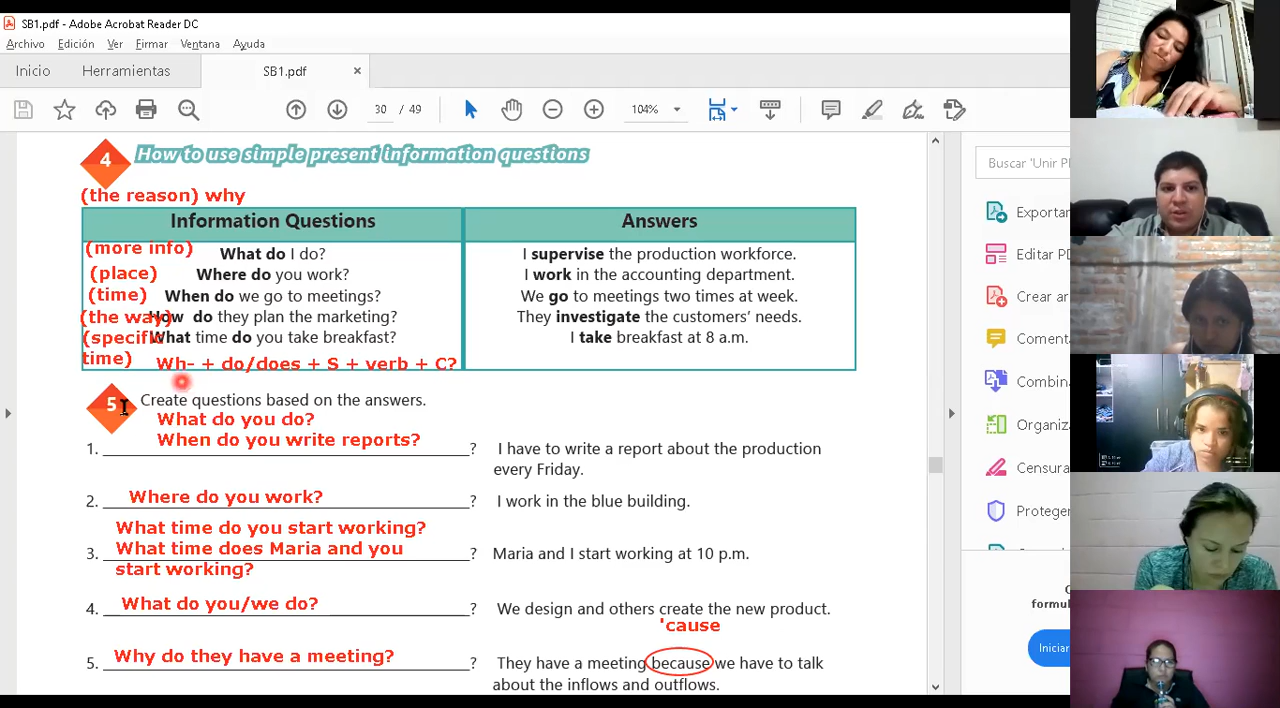 SB1.pdf - Adobe Acrobat Reader DC
Archivo Edición Ver Firmar Ventana Ayuda
Inicio Herramientas SB1.pdf ×
30 / 49 104%
4 How to use simple present information questions
(the reason) why
Information Questions Answers
(more info) What do I do? I supervise the production workforce.
(place) Where do you work? I work in the accounting department.
(time) When do we go to meetings? We go to meetings two times at week.
(the way) How do they plan the marketing? They investigate the customers' needs.
(specific What time do you take breakfast? I take breakfast at 8 a.m.
time) Wh- + do/does + S + verb + C?
5 Create questions based on the answers.
What do you do?
When do you write reports?
1. ? I have to write a report about the production
every Friday.
2. Where do you work? ? I work in the blue building.
What time do you start working?
What time does Maria and you
3. ? Maria and I start working at 10 p.m.
start working?
4. What do you/we do? ? We design and others create the new product.
'cause
5. Why do they have a meeting? ? They have a meeting because we have to talk
about the inflows and outflows.
Buscar 'Unir P
Exportar
Editar PD
Crear ar
Comenta
Combin
Organiz
Censura
Proteger
formul
Iniciar